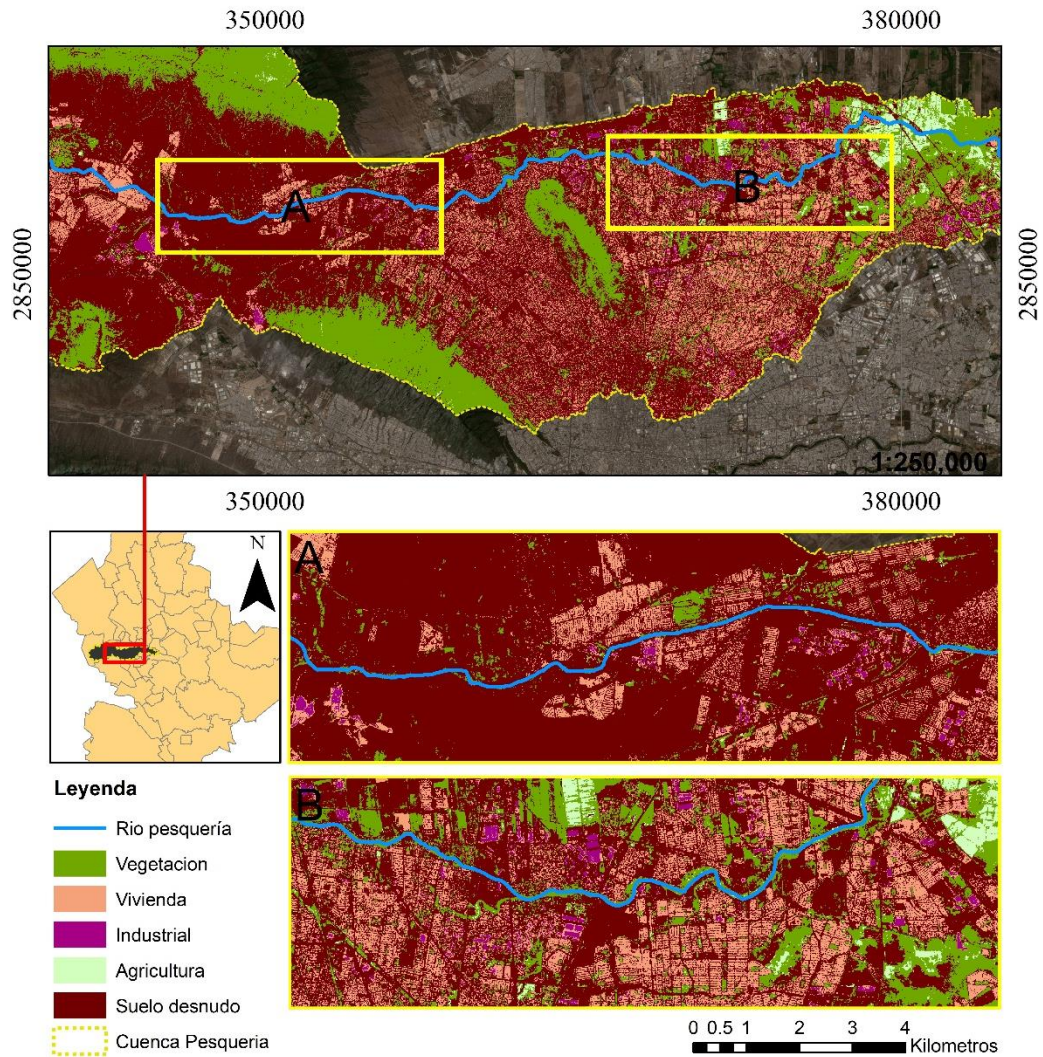 350000
380000
2850000
2850000
A
B
1:250,000
350000
380000
N
A
B
Leyenda
Rio pesquería
Vegetacion
Vivienda
Industrial
Agricultura
Suelo desnudo
Cuenca Pesqueria
0 0.5 1 2 3 4
Kilometros